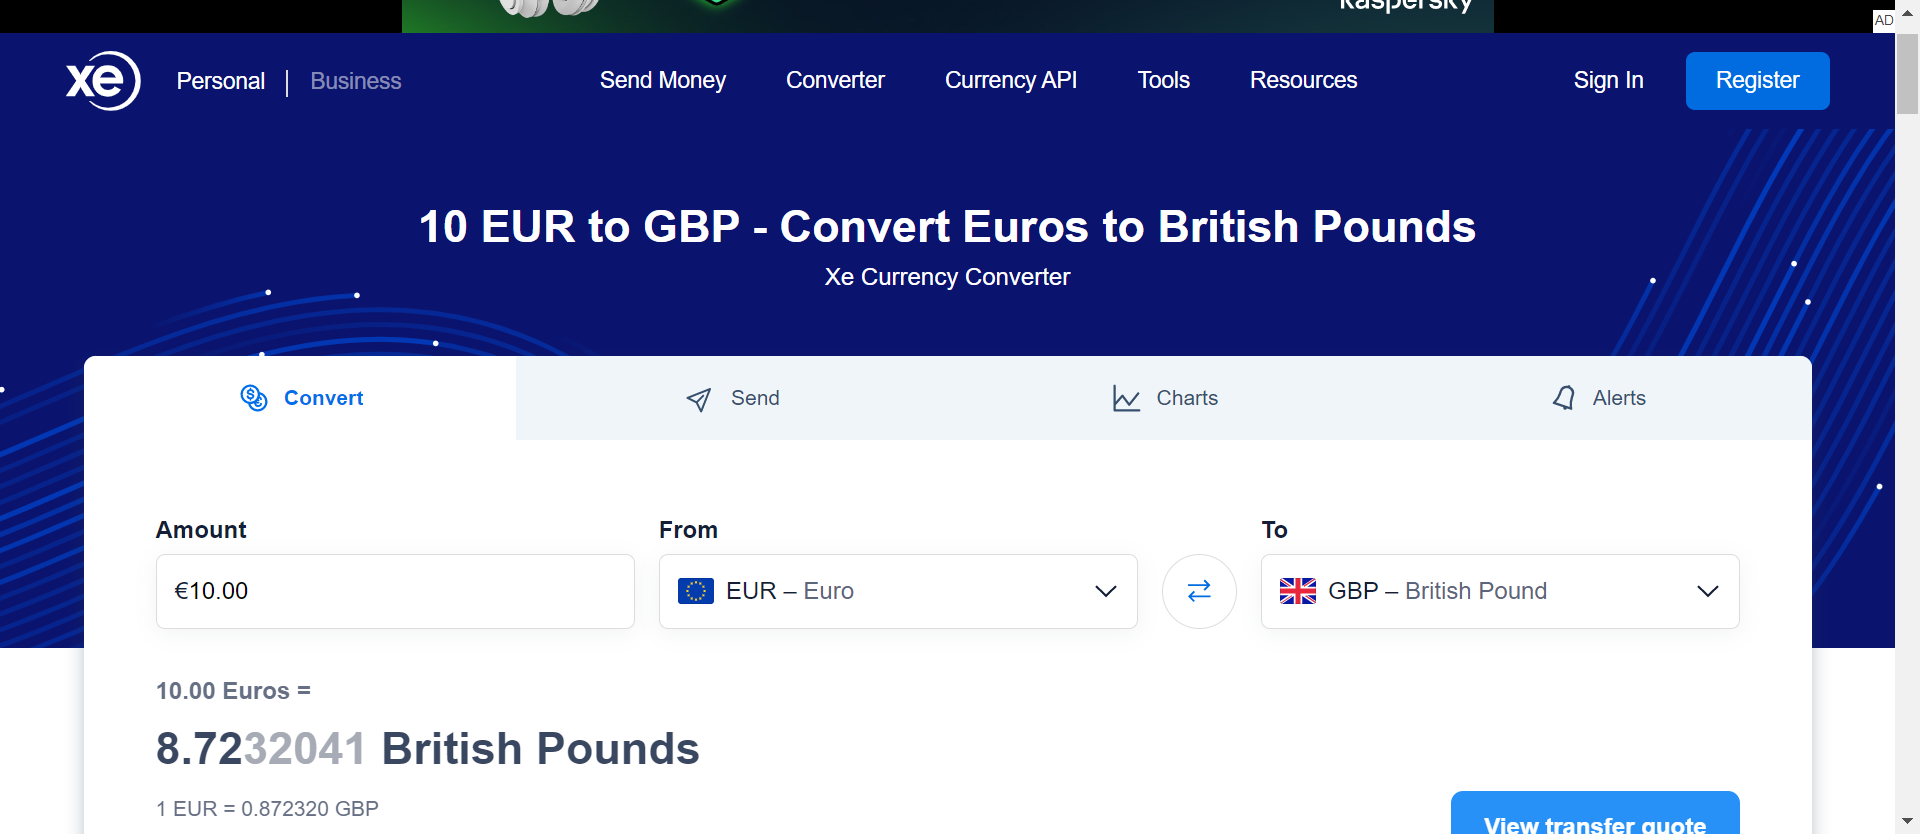 kaspersky
AD
xe
Personal | Business
Send Money
Converter
Currency API
Tools
Resources
Sign In
Register
10 EUR to GBP - Convert Euros to British Pounds
Xe Currency Converter
Convert
Send
Charts
Alerts
Amount
From
To
€10.00
EUR – Euro
GBP – British Pound
10.00 Euros =
8.7232041 British Pounds
1 EUR = 0.872320 GBP
View transfer quote